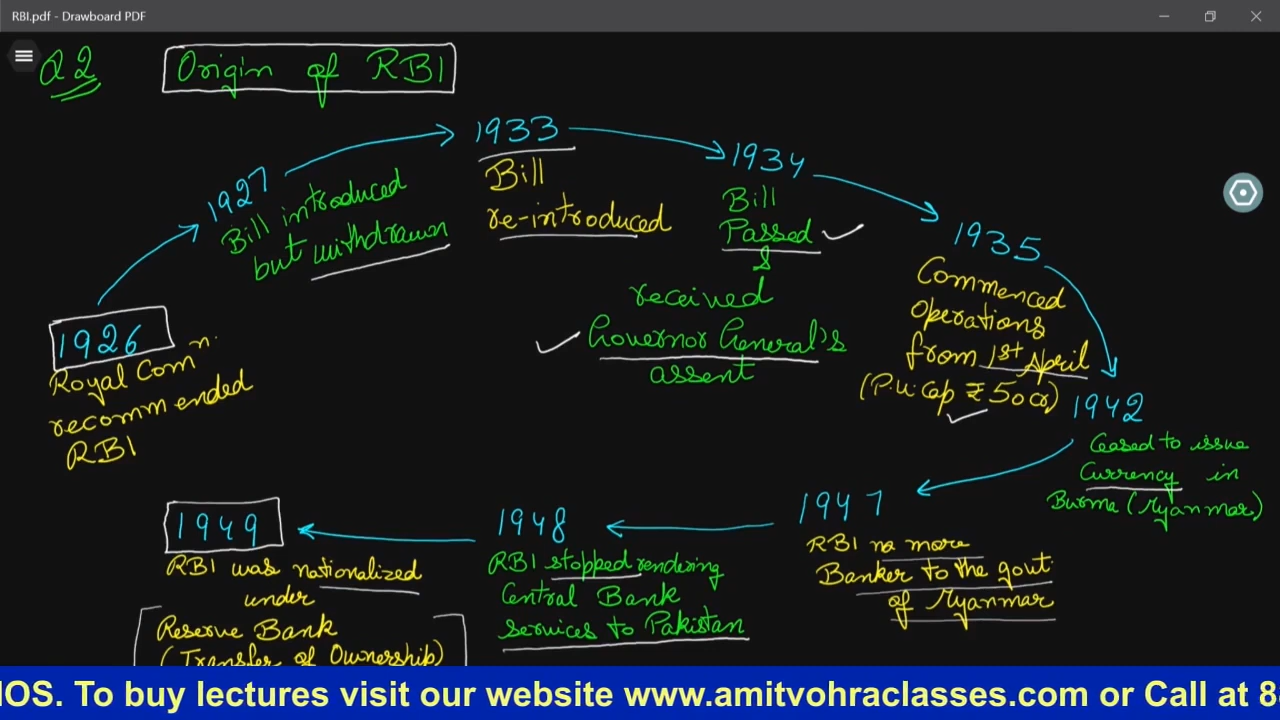 RBI.pdf - Drawboard PDF
Q2
Origin of RBI
1926
Royal Comn.
recommended
RBI
1927
Bill introduced
but withdrawn
1933
Bill
re-introduced
1934
Bill
Passed
&
received
Governor General's
assent
1935
Commenced
Operations
from 1st April
(P.u. Cap ₹ 50 Cr)
1942
Ceased to issue
Currency in
Burma (Myanmar)
1947
RBI no more
Banker to the govt.
of Myanmar
1948
RBI stopped rendering
Central Bank
services to Pakistan
1949
RBI was nationalized
under
Reserve Bank
(Transfer of Ownership)
IOS. To buy lectures visit our website www.amitvohraclasses.com or Call at 8